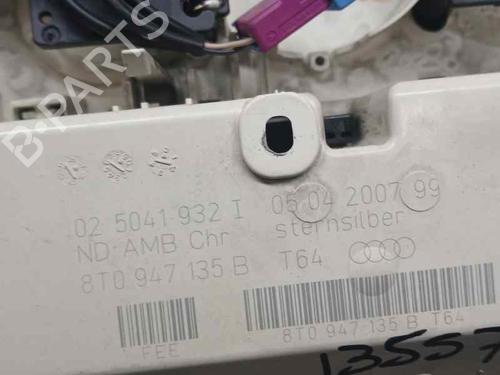 B-PARTS
02 5041 932 I 05 04 2007 99
ND AMB Chr sternsilber
8T0 947 135 B T64
FEE
8T0 947 135 B T64
13557